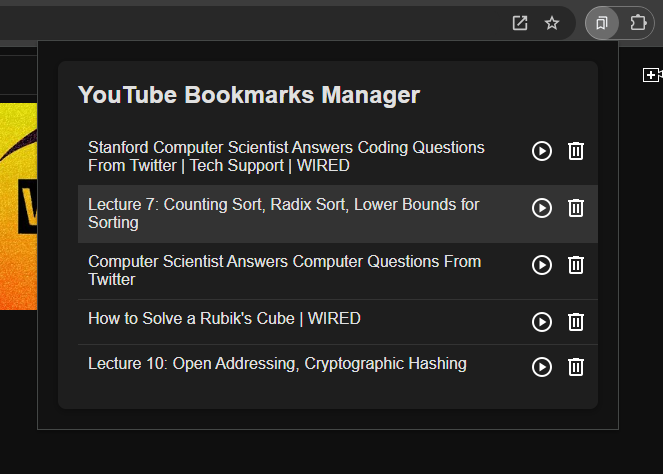 YouTube Bookmarks Manager
Stanford Computer Scientist Answers Coding Questions
From Twitter | Tech Support | WIRED
Lecture 7: Counting Sort, Radix Sort, Lower Bounds for
Sorting
Computer Scientist Answers Computer Questions From
Twitter
How to Solve a Rubik's Cube | WIRED
Lecture 10: Open Addressing, Cryptographic Hashing